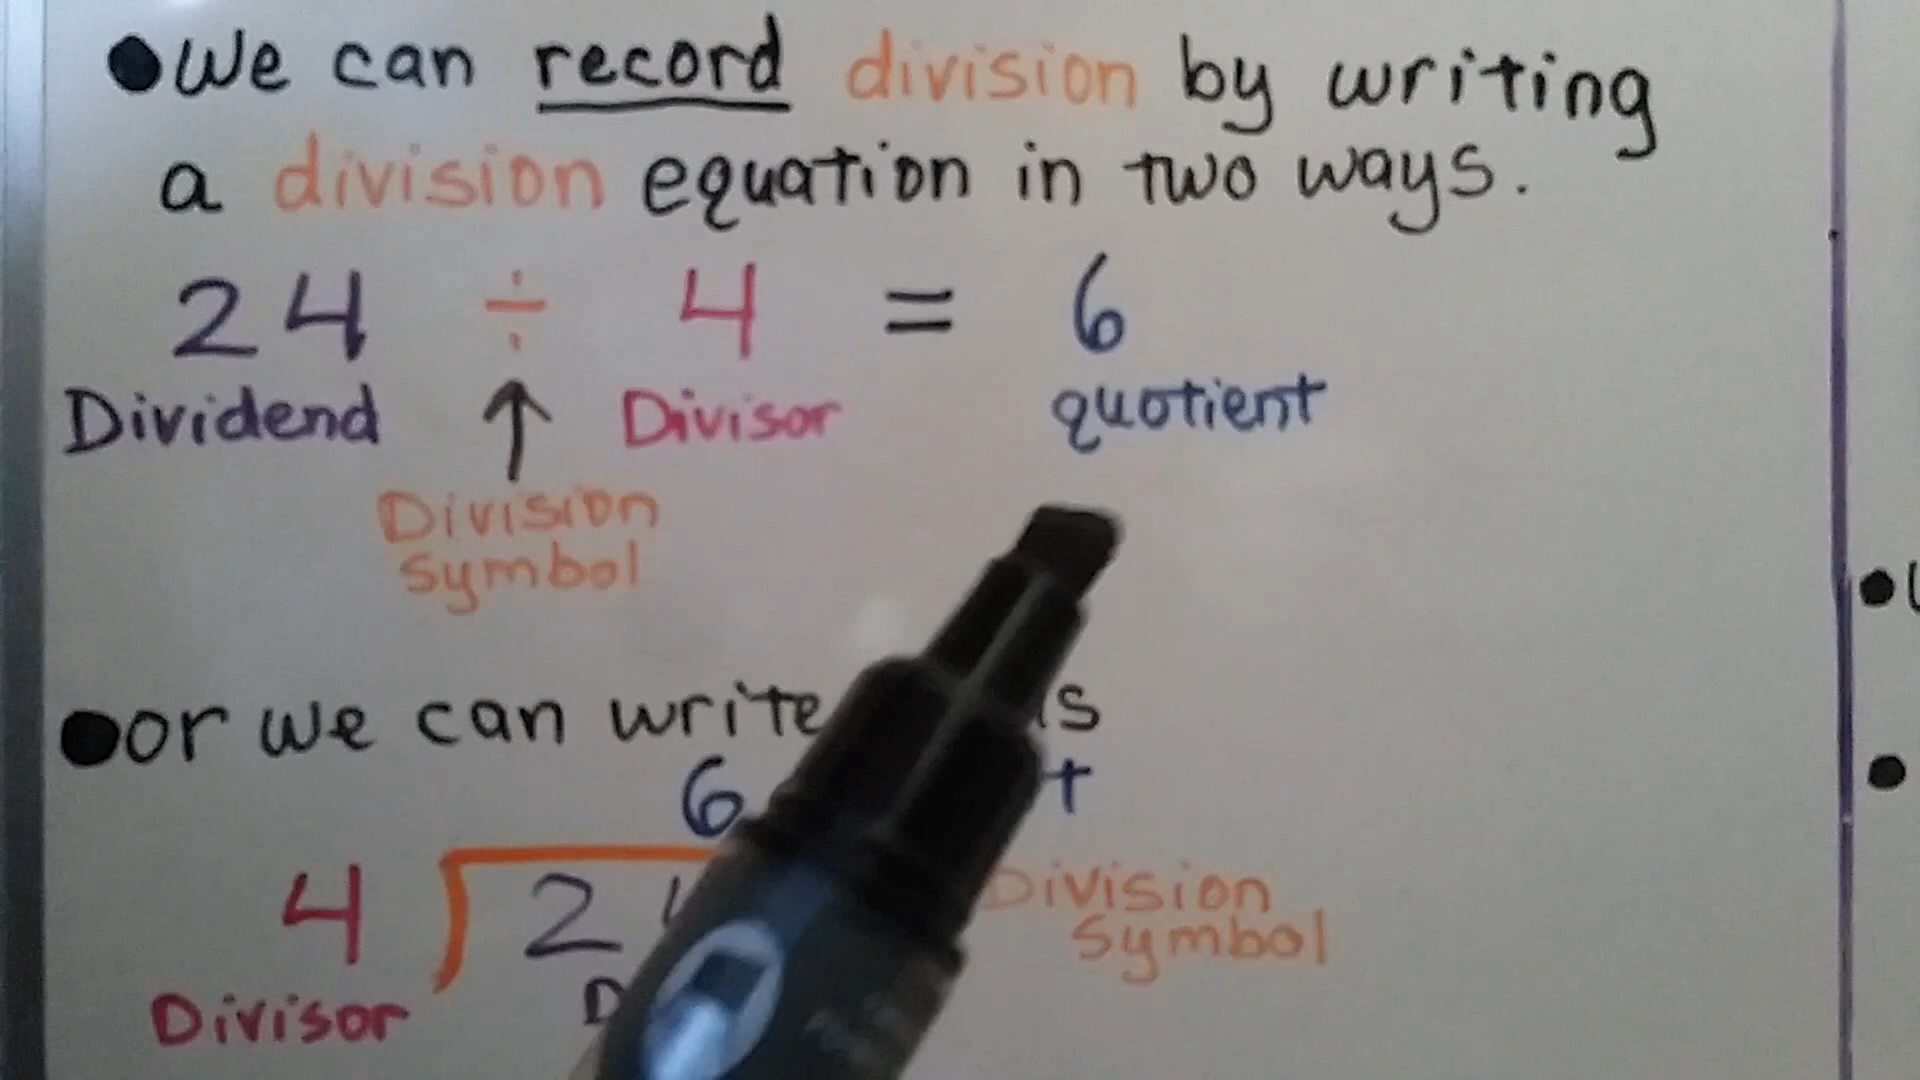 ●We can record division by writing
a division equation in two ways.
24 ÷ 4 = 6
Dividend ↑ Divisor quotient
Division
Symbol
●or we can write
6
4 2
Division
Symbol
Divisor